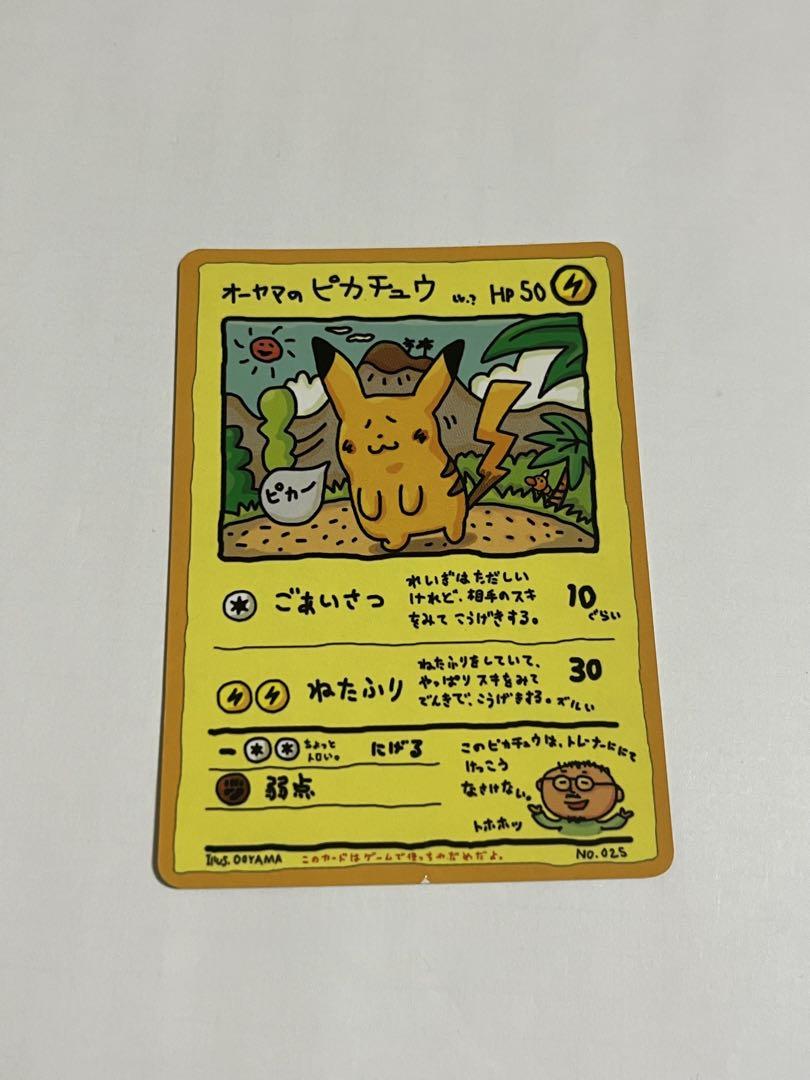 オーヤマの ピカチュウ Lv.? HP 50
ピカー
ごあいさつ
れいぎはただしい
けれど、相手のスキ
をみて こうげきする。
10
ぐらい
ねたふり
ねたふりをしていて、
やっぱり スキをみて
でんきで、こうげきする。ズルい
30
ー ちょっと
トロい。
にげる
弱点
このピカチュウは、トレーナーににて
けっこう
なさけない。
トホホッ
Illus. OOYAMA このカードはゲームで使っちゃだめだよ。 NO.025